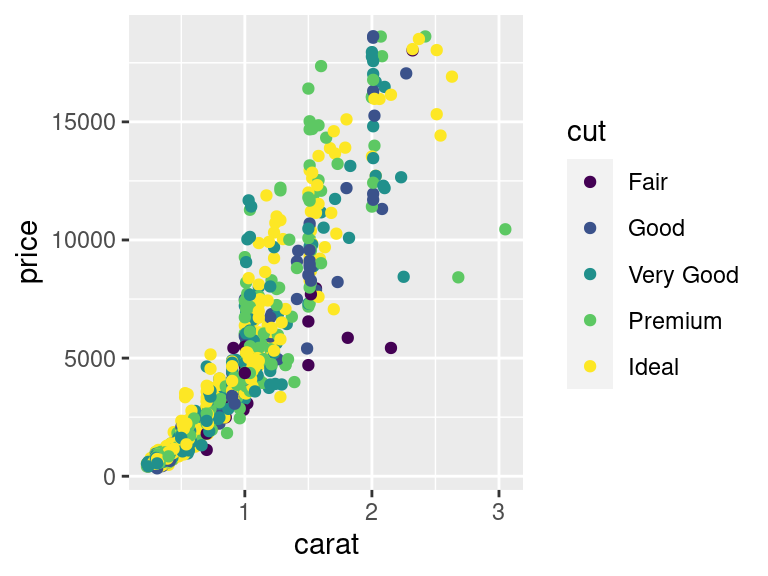 cut
Fair
Good
Very Good
Premium
Ideal
price
15000
10000
5000
0
1 2 3
carat